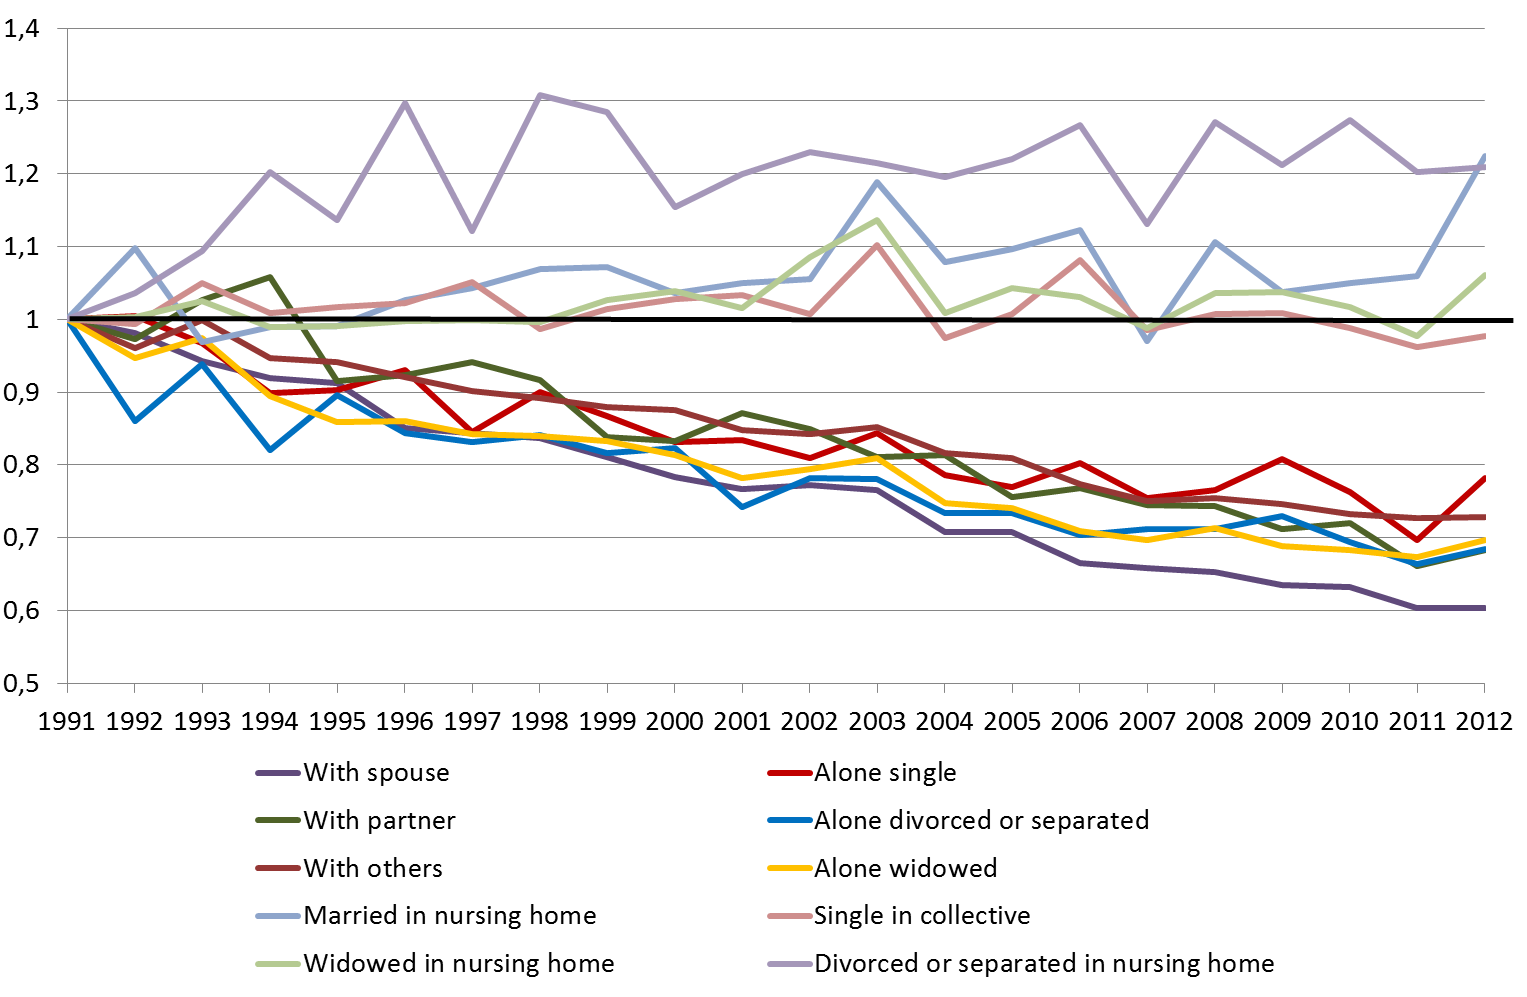 1,4
1,3
1,2
1,1
1
0,9
0,8
0,7
0,6
0,5
1991 1992 1993 1994 1995 1996 1997 1998 1999 2000 2001 2002 2003 2004 2005 2006 2007 2008 2009 2010 2011 2012
With spouse Alone single
With partner Alone divorced or separated
With others Alone widowed
Married in nursing home Single in collective
Widowed in nursing home Divorced or separated in nursing home